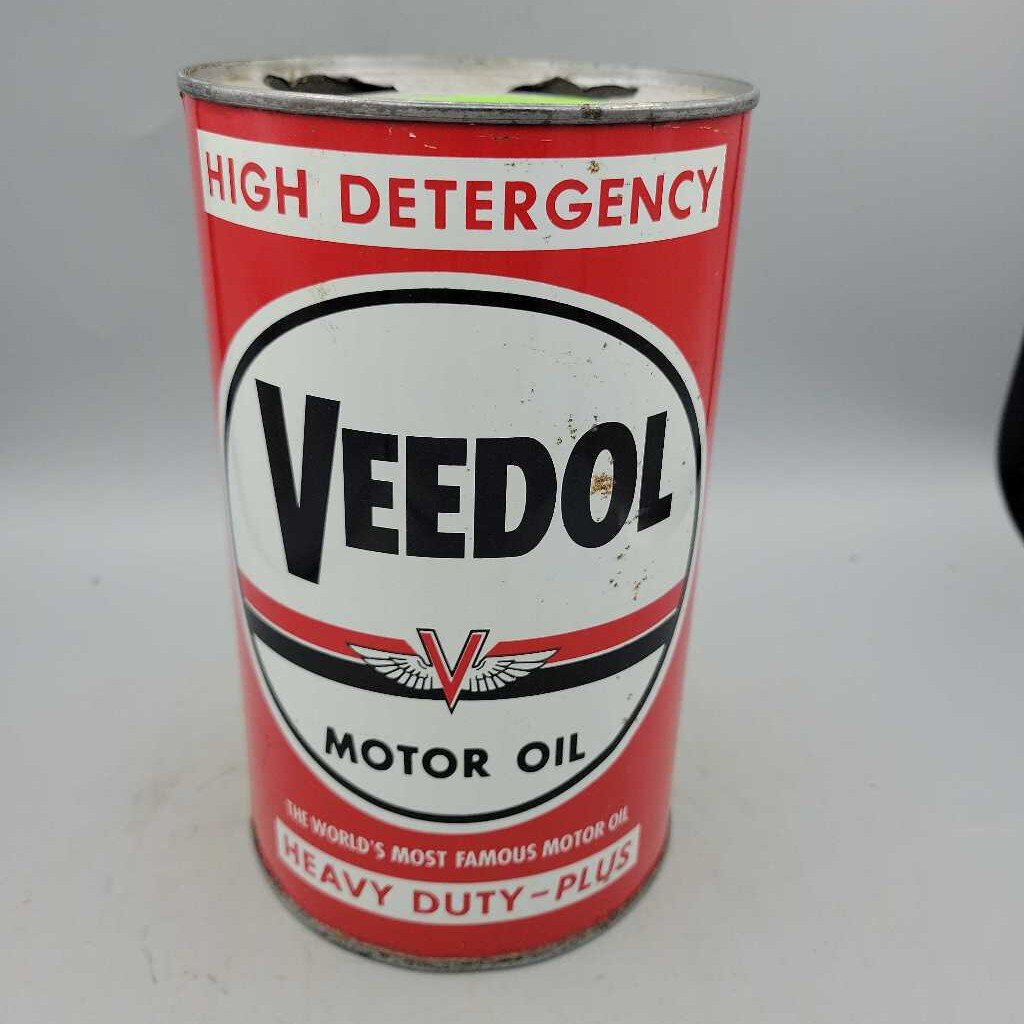 HIGH DETERGENCY
VEEDOL
V
MOTOR OIL
THE WORLD'S MOST FAMOUS MOTOR OIL
HEAVY DUTY-PLUS